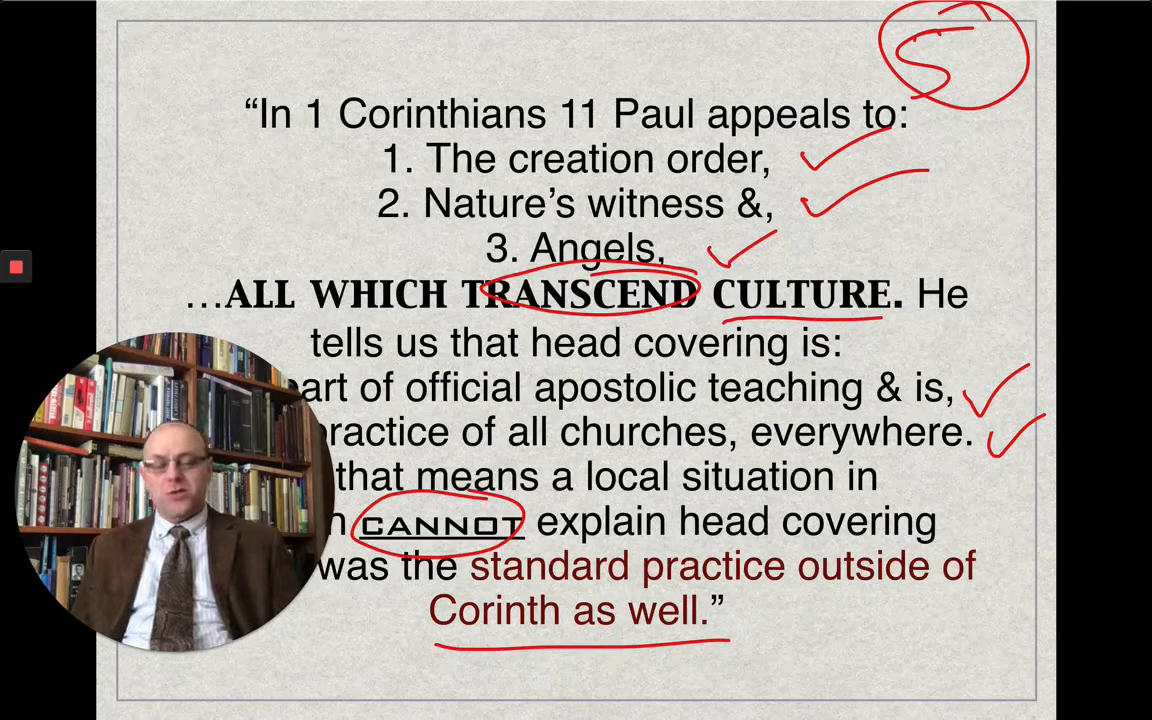 5
“In 1 Corinthians 11 Paul appeals to:
1. The creation order,
2. Nature’s witness &,
3. Angels,
…ALL WHICH TRANSCEND CULTURE. He
tells us that head covering is:
of official apostolic teaching & is,
of all churches, everywhere.
that means a local situation in
CANNOT explain head covering
was the standard practice outside of
Corinth as well.”